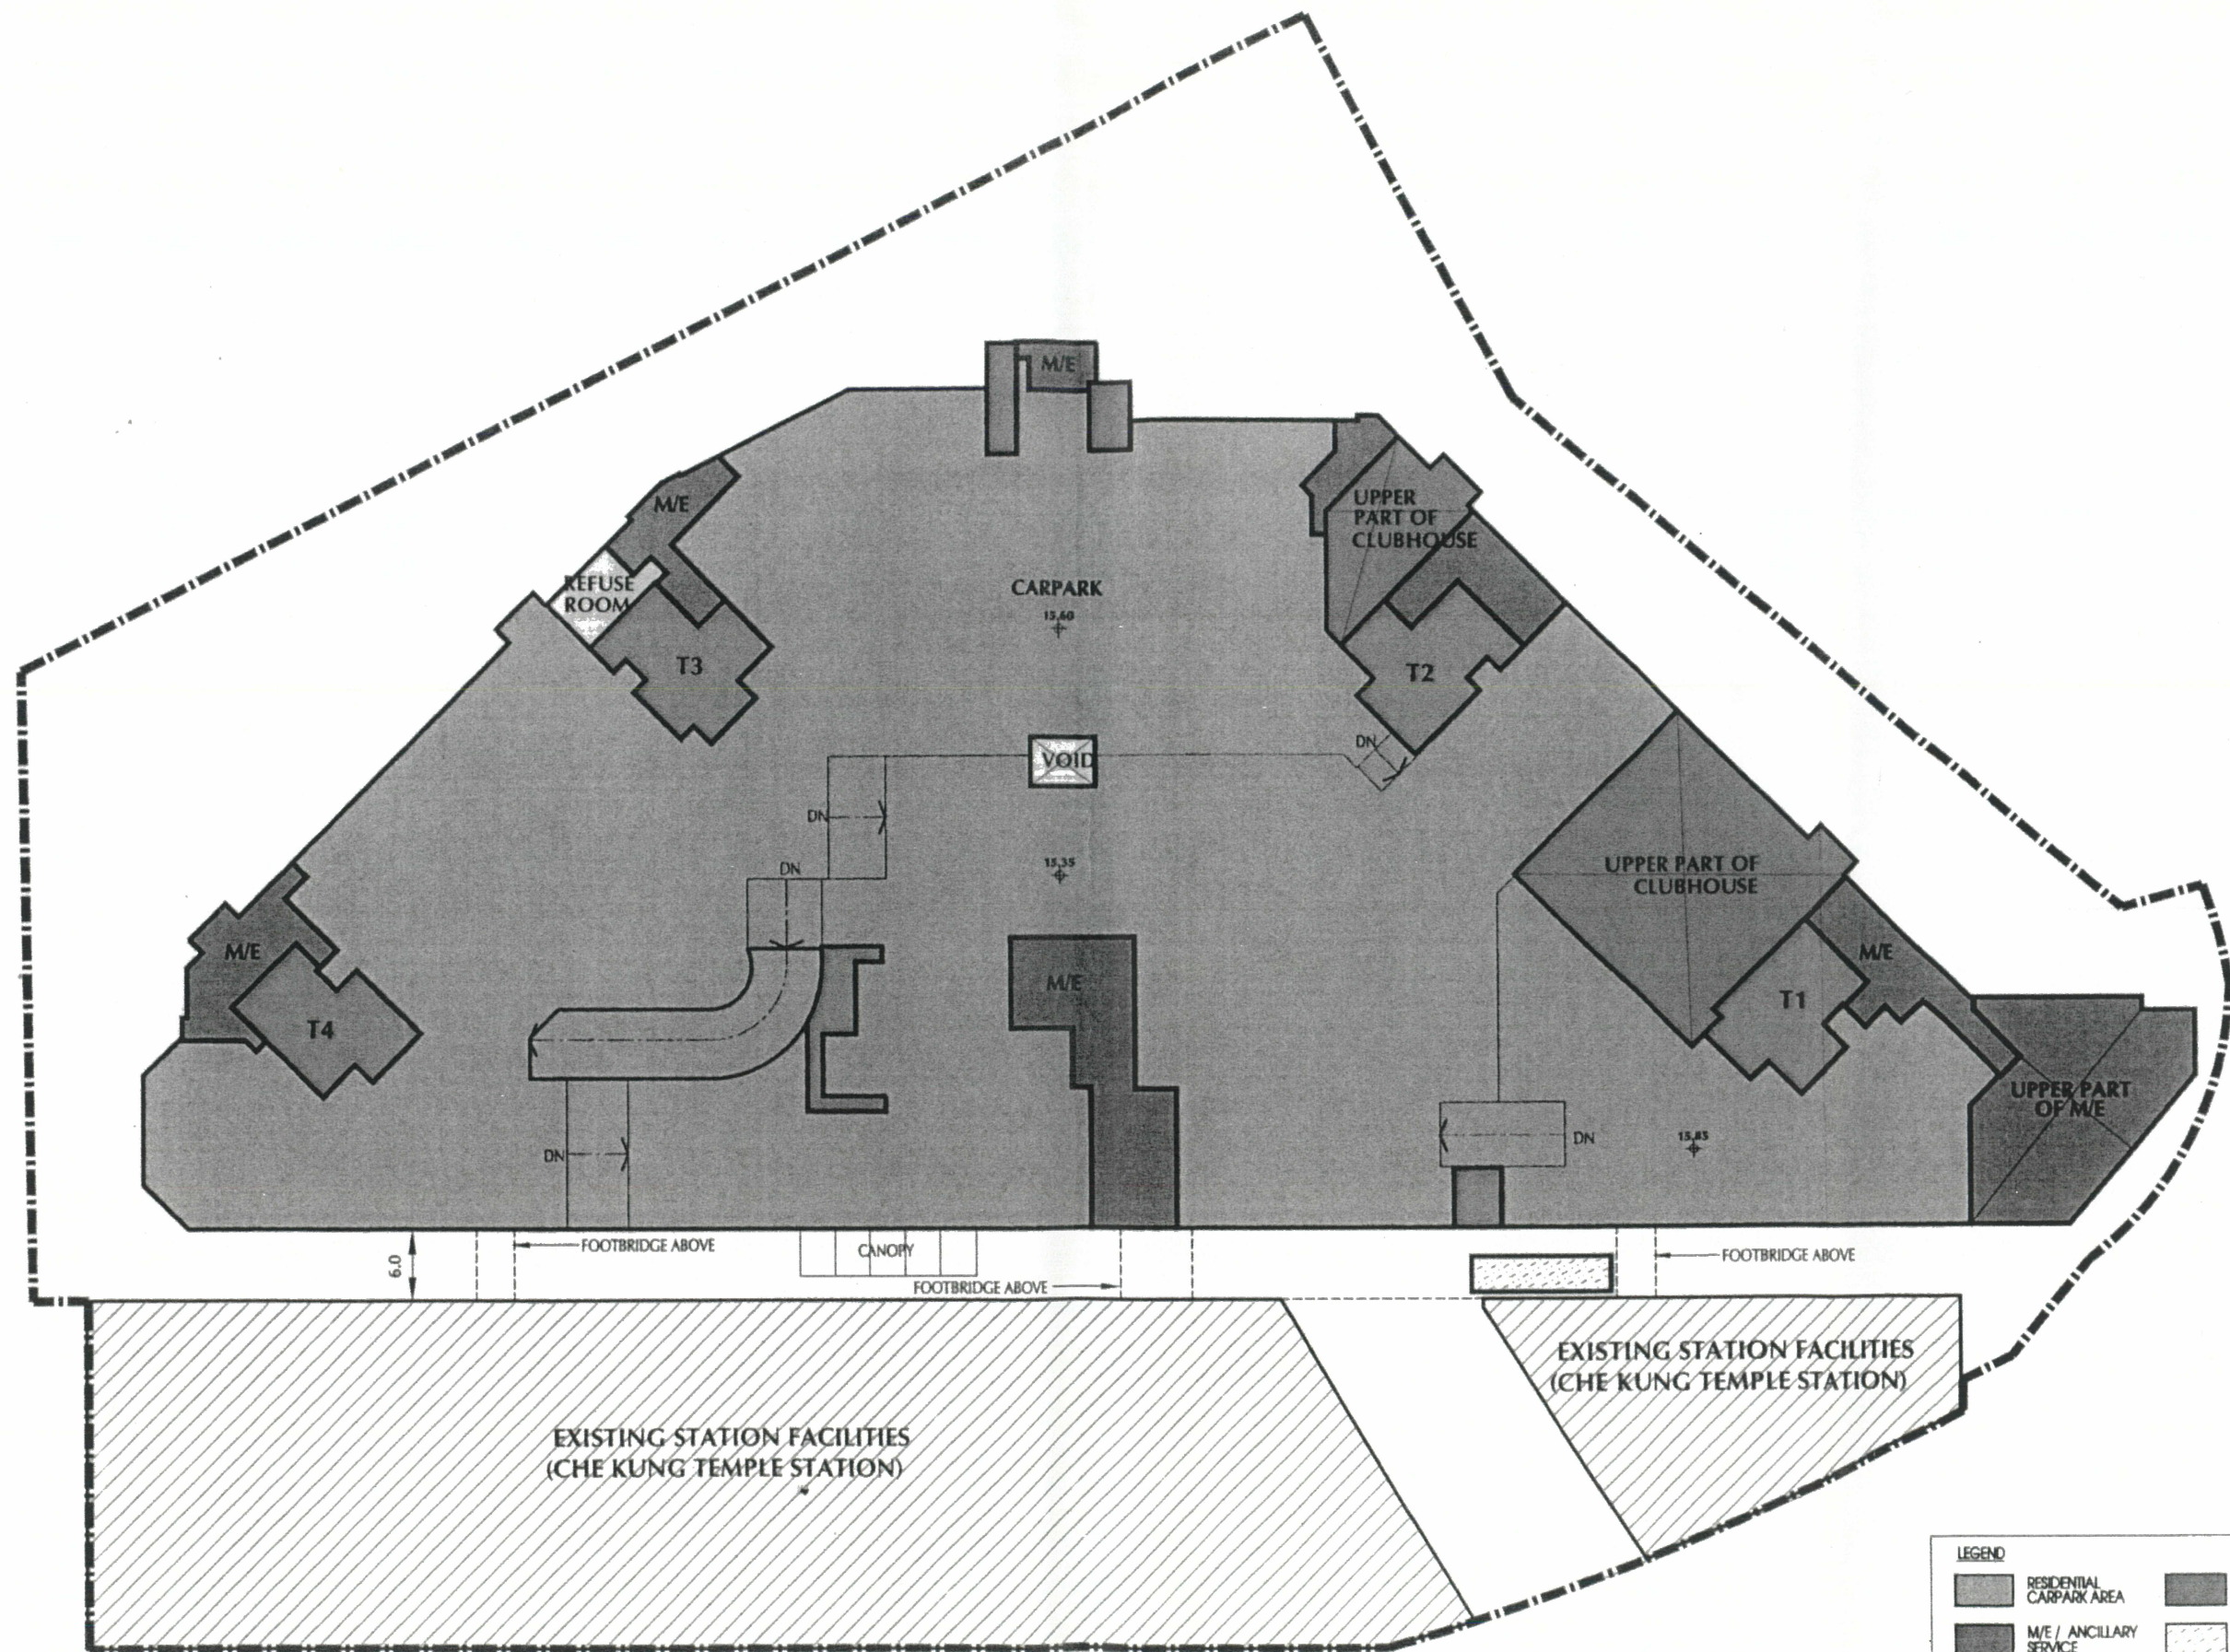 M/E
M/E
UPPER
PART OF
CLUBHOUSE
REFUSE
ROOM
CARPARK
15.60
T3
T2
DN
VOID
DN
15.35
DN
UPPER PART OF
CLUBHOUSE
M/E
M/E
M/E
T1
T4
UPPER PART
OF M/E
DN
DN
15.85
6.0
FOOTBRIDGE ABOVE
CANOPY
FOOTBRIDGE ABOVE
FOOTBRIDGE ABOVE
EXISTING STATION FACILITIES
(CHE KUNG TEMPLE STATION)
EXISTING STATION FACILITIES
(CHE KUNG TEMPLE STATION)
LEGEND
RESIDENTIAL
CARPARK AREA
M/E / ANCILLARY
SERVICE